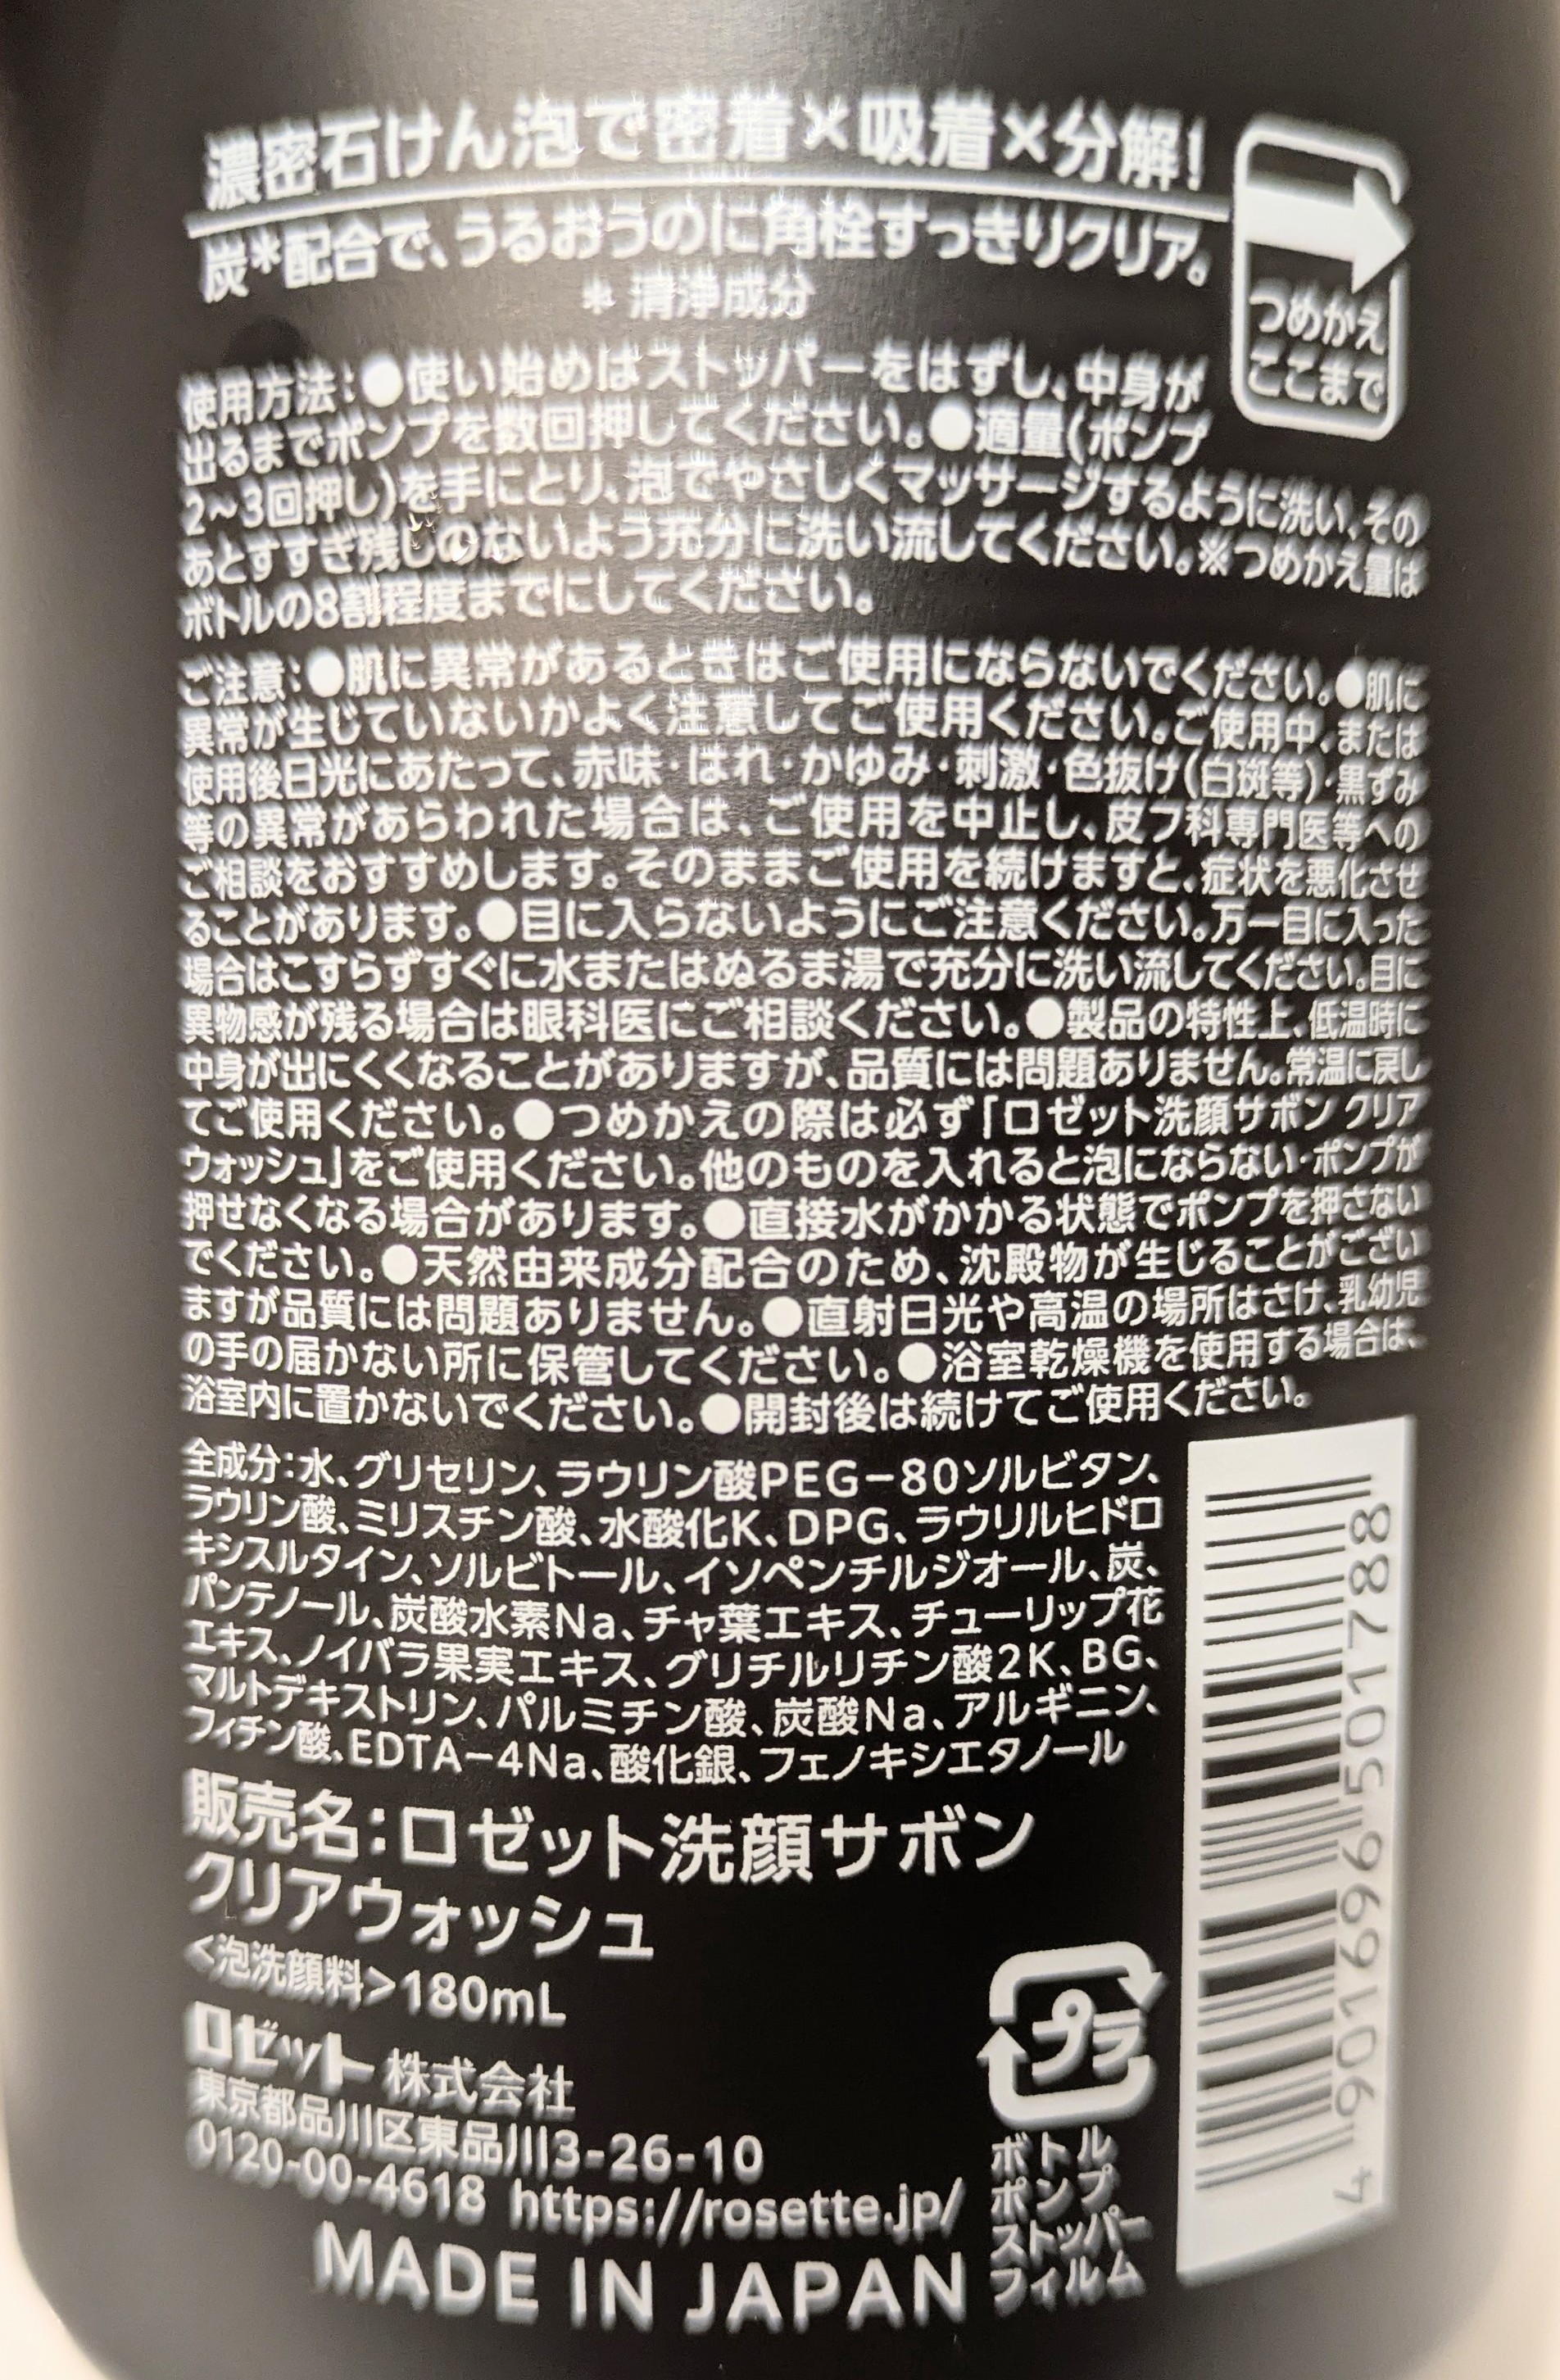 濃密石けん泡で密着×吸着×分解!
炭*配合で、うるおうのに角栓すっきりクリア。
* 清浄成分
つめかえ
ここまで
使用方法:●使い始めはストッパーをはずし、中身が
出るまでポンプを数回押してください。●適量(ポンプ
2~3回押し)を手にとり、泡でやさしくマッサージするように洗い、その
あとすすぎ残しのないよう充分に洗い流してください。※つめかえ量は
ボトルの8割程度までにしてください。
ご注意:●肌に異常があるときはご使用にならないでください。●肌に
異常が生じていないかよく注意してご使用ください。ご使用中、または
使用後日光にあたって、赤味・はれ・かゆみ・刺激・色抜け(白斑等)・黒ずみ
等の異常があらわれた場合は、ご使用を中止し、皮フ科専門医等への
ご相談をおすすめします。そのままご使用を続けますと、症状を悪化させ
ることがあります。●目に入らないようにご注意ください。万一目に入った
場合はこすらずすぐに水またはぬるま湯で充分に洗い流してください。目に
異物感が残る場合は眼科医にご相談ください。●製品の特性上、低温時に
中身が出にくくなることがありますが、品質には問題ありません。常温に戻し
てご使用ください。●つめかえの際は必ず「ロゼット洗顔サボン クリア
ウォッシュ」をご使用ください。他のものを入れると泡にならない・ポンプが
押せなくなる場合があります。●直接水がかかる状態でポンプを押さない
でください。●天然由来成分配合のため、沈殿物が生じることがござい
ますが品質には問題ありません。●直射日光や高温の場所はさけ、乳幼児
の手の届かない所に保管してください。●浴室乾燥機を使用する場合は、
浴室内に置かないでください。●開封後は続けてご使用ください。
全成分:水、グリセリン、ラウリン酸PEG-80ソルビタン、
ラウリン酸、ミリスチン酸、水酸化K、DPG、ラウリルヒドロ
キシスルタイン、ソルビトール、イソペンチルジオール、炭、
パンテノール、炭酸水素Na、チャ葉エキス、チューリップ花
エキス、ノイバラ果実エキス、グリチルリチン酸2K、BG、
マルトデキストリン、パルミチン酸、炭酸Na、アルギニン、
フィチン酸、EDTA-4Na、酸化銀、フェノキシエタノール
販売名:ロゼット洗顔サボン
クリアウォッシュ
<泡洗顔料>180mL
ロゼット 株式会社
東京都品川区東品川3-26-10
0120-00-4618 https://rosette.jp/
MADE IN JAPAN
プラ
ボトル
ポンプ
ストッパー
フィルム
4 901696 501788